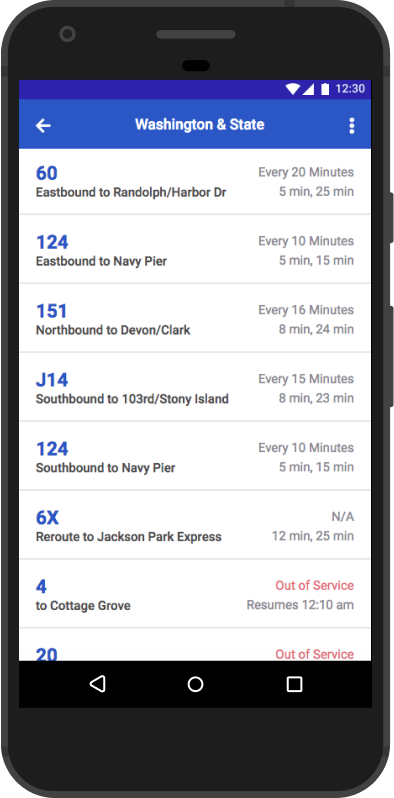 12:30
Washington & State
60
Every 20 Minutes
Eastbound to Randolph/Harbor Dr
5 min, 25 min
124
Every 10 Minutes
Eastbound to Navy Pier
5 min, 15 min
151
Every 16 Minutes
Northbound to Devon/Clark
8 min, 24 min
J14
Every 15 Minutes
Southbound to 103rd/Stony Island
8 min, 23 min
124
Every 10 Minutes
Southbound to Navy Pier
5 min, 15 min
6X
N/A
Reroute to Jackson Park Express
12 min, 25 min
4
Out of Service
to Cottage Grove
Resumes 12:10 am
20
Out of Service